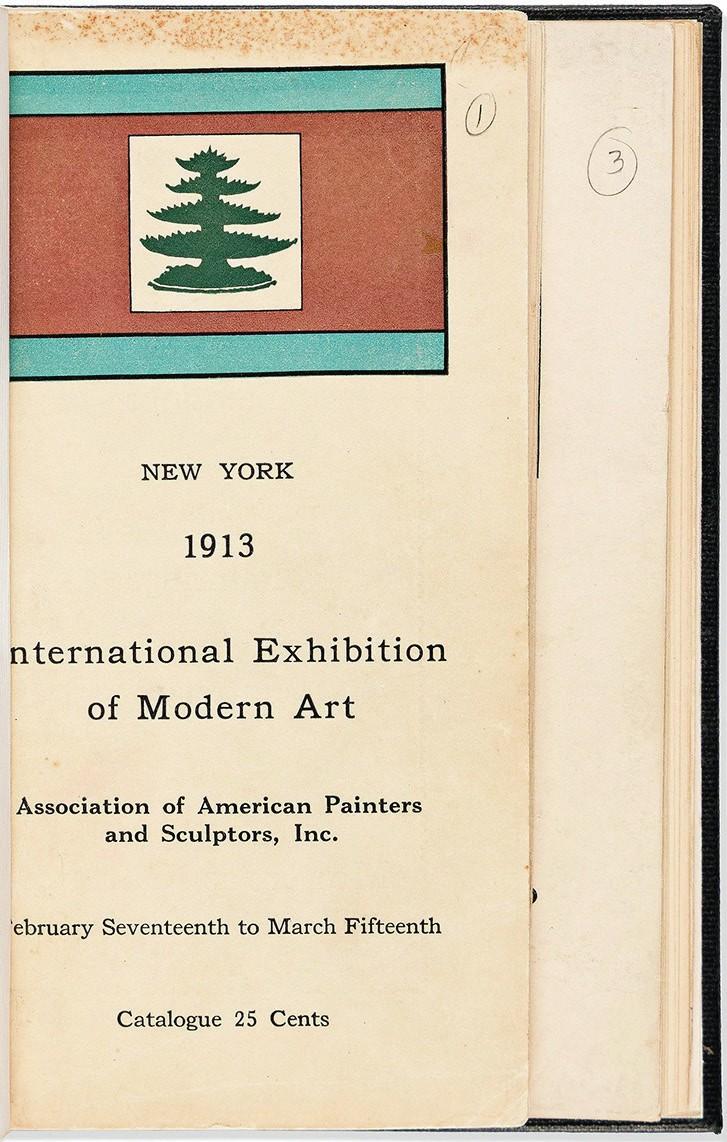 1
3
NEW YORK
1913
nternational Exhibition
of Modern Art
Association of American Painters
and Sculptors, Inc.
ebruary Seventeenth to March Fifteenth
Catalogue 25 Cents